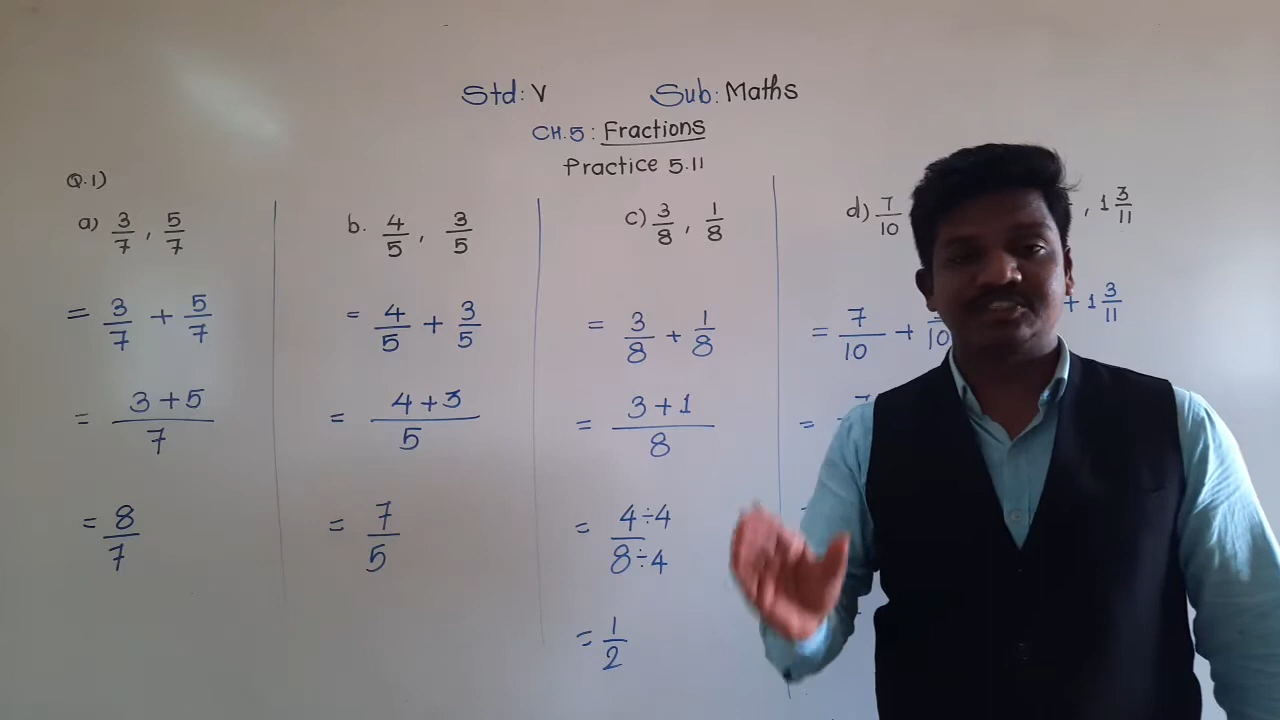 Std: V Sub: Maths
CH.5: Fractions
Practice 5.11
Q.1)
a) 3/7, 5/7
= 3/7 + 5/7
= 3+5/7
= 8/7
b. 4/5, 3/5
= 4/5 + 3/5
= 4+3/5
= 7/5
c) 3/8, 1/8
= 3/8 + 1/8
= 3+1/8
= 4÷4/8÷4
= 1/2
d) 7/10
= 7/10 + /10
=
, 1 3/11
+ 1 3/11